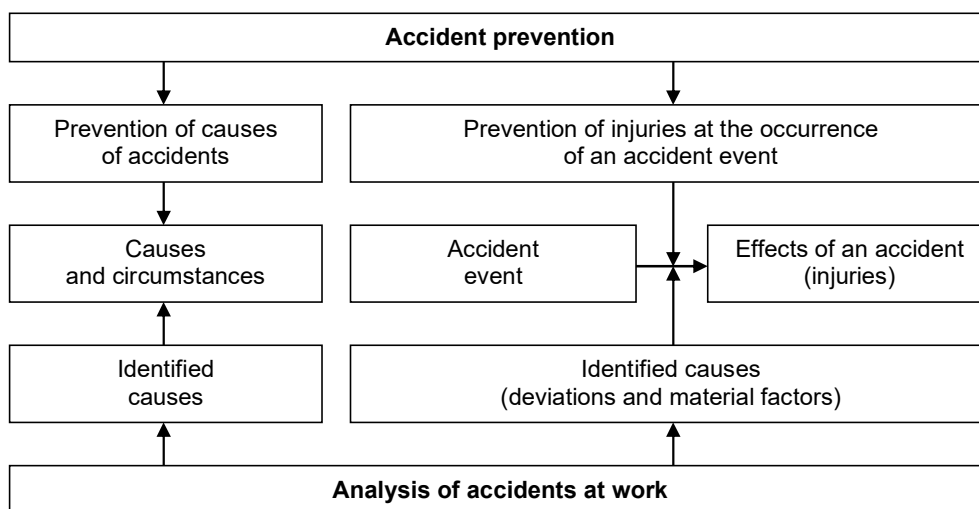 Accident prevention
Prevention of causes
of accidents
Prevention of injuries at the occurrence
of an accident event
Causes
and circumstances
Accident
event
Effects of an accident
(injuries)
Identified
causes
Identified causes
(deviations and material factors)
Analysis of accidents at work